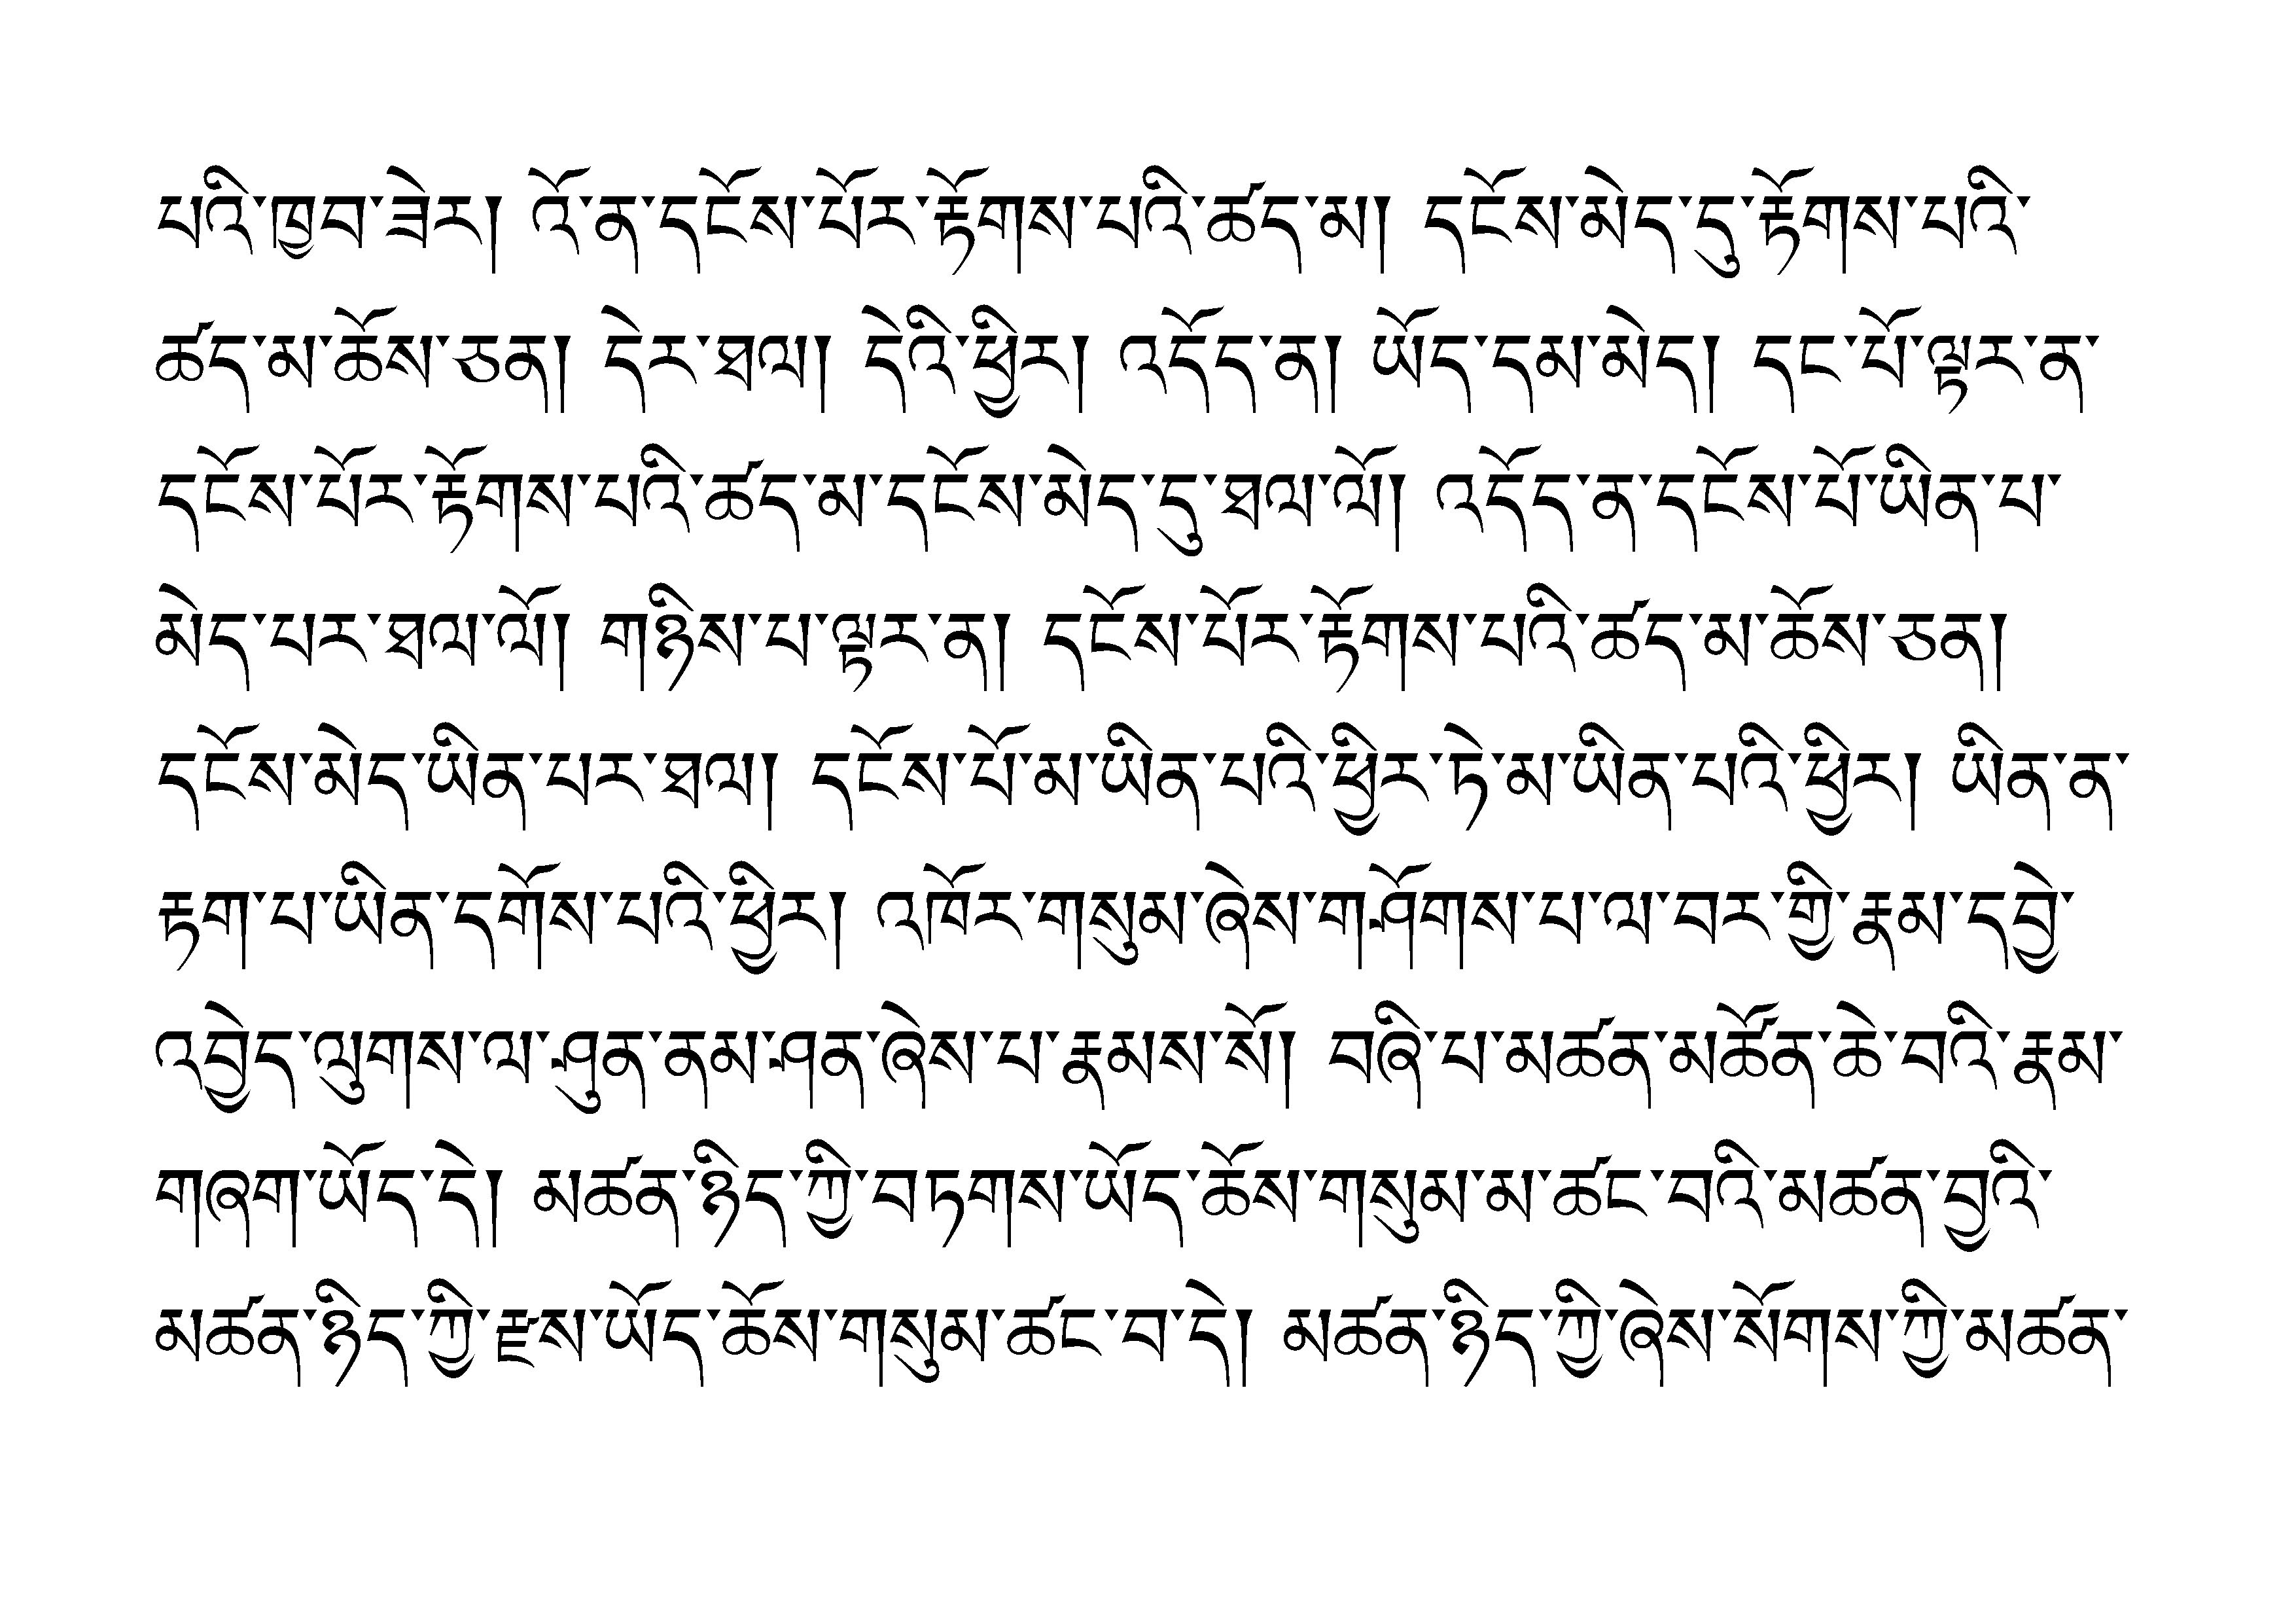 པའི་ཁྱབ་ཟེར། འོ་ན་དངོས་པོར་རྟོགས་པའི་ཚད་མ། དངོས་མེད་དུ་རྟོགས་པའི་
ཚད་མ་ཆོས་ཅན། དེར་ཐལ། དེའི་ཕྱིར། འདོད་ན། ཡོད་དམ་མེད། དང་པོ་ལྟར་ན་
དངོས་པོར་རྟོགས་པའི་ཚད་མ་དངོས་མེད་དུ་ཐལ་ལོ། འདོད་ན་དངོས་པོ་ཡིན་པ་
མེད་པར་ཐལ་ལོ། གཉིས་པ་ལྟར་ན། དངོས་པོར་རྟོགས་པའི་ཚད་མ་ཆོས་ཅན།
དངོས་མེད་ཡིན་པར་ཐལ། དངོས་པོ་མ་ཡིན་པའི་ཕྱིར་ཏེ་མ་ཡིན་པའི་ཕྱིར། ཡིན་ན་
རྟག་པ་ཡིན་དགོས་པའི་ཕྱིར། འཁོར་གསུམ་ཞེས་གཤོགས་པ་ལ་བར་གྱི་རྣམ་དབྱེ་
འབྱེད་ལུགས་ལ་ཤུན་ནམ་ཤན་ཞེས་པ་རྣམས་སོ། བཞི་པ་མཚན་མཚོན་ཆེ་བའི་རྣམ་
གཞག་ཡོད་དེ། མཚན་ཉིད་ཀྱི་བཏགས་ཡོད་ཆོས་གསུམ་མ་ཚང་བའི་མཚན་བྱའི་
མཚན་ཉིད་ཀྱི་རྫས་ཡོད་ཆོས་གསུམ་ཚང་བ་དེ། མཚན་ཉིད་ཀྱི་ཞེས་སོགས་ཀྱི་མཚན་